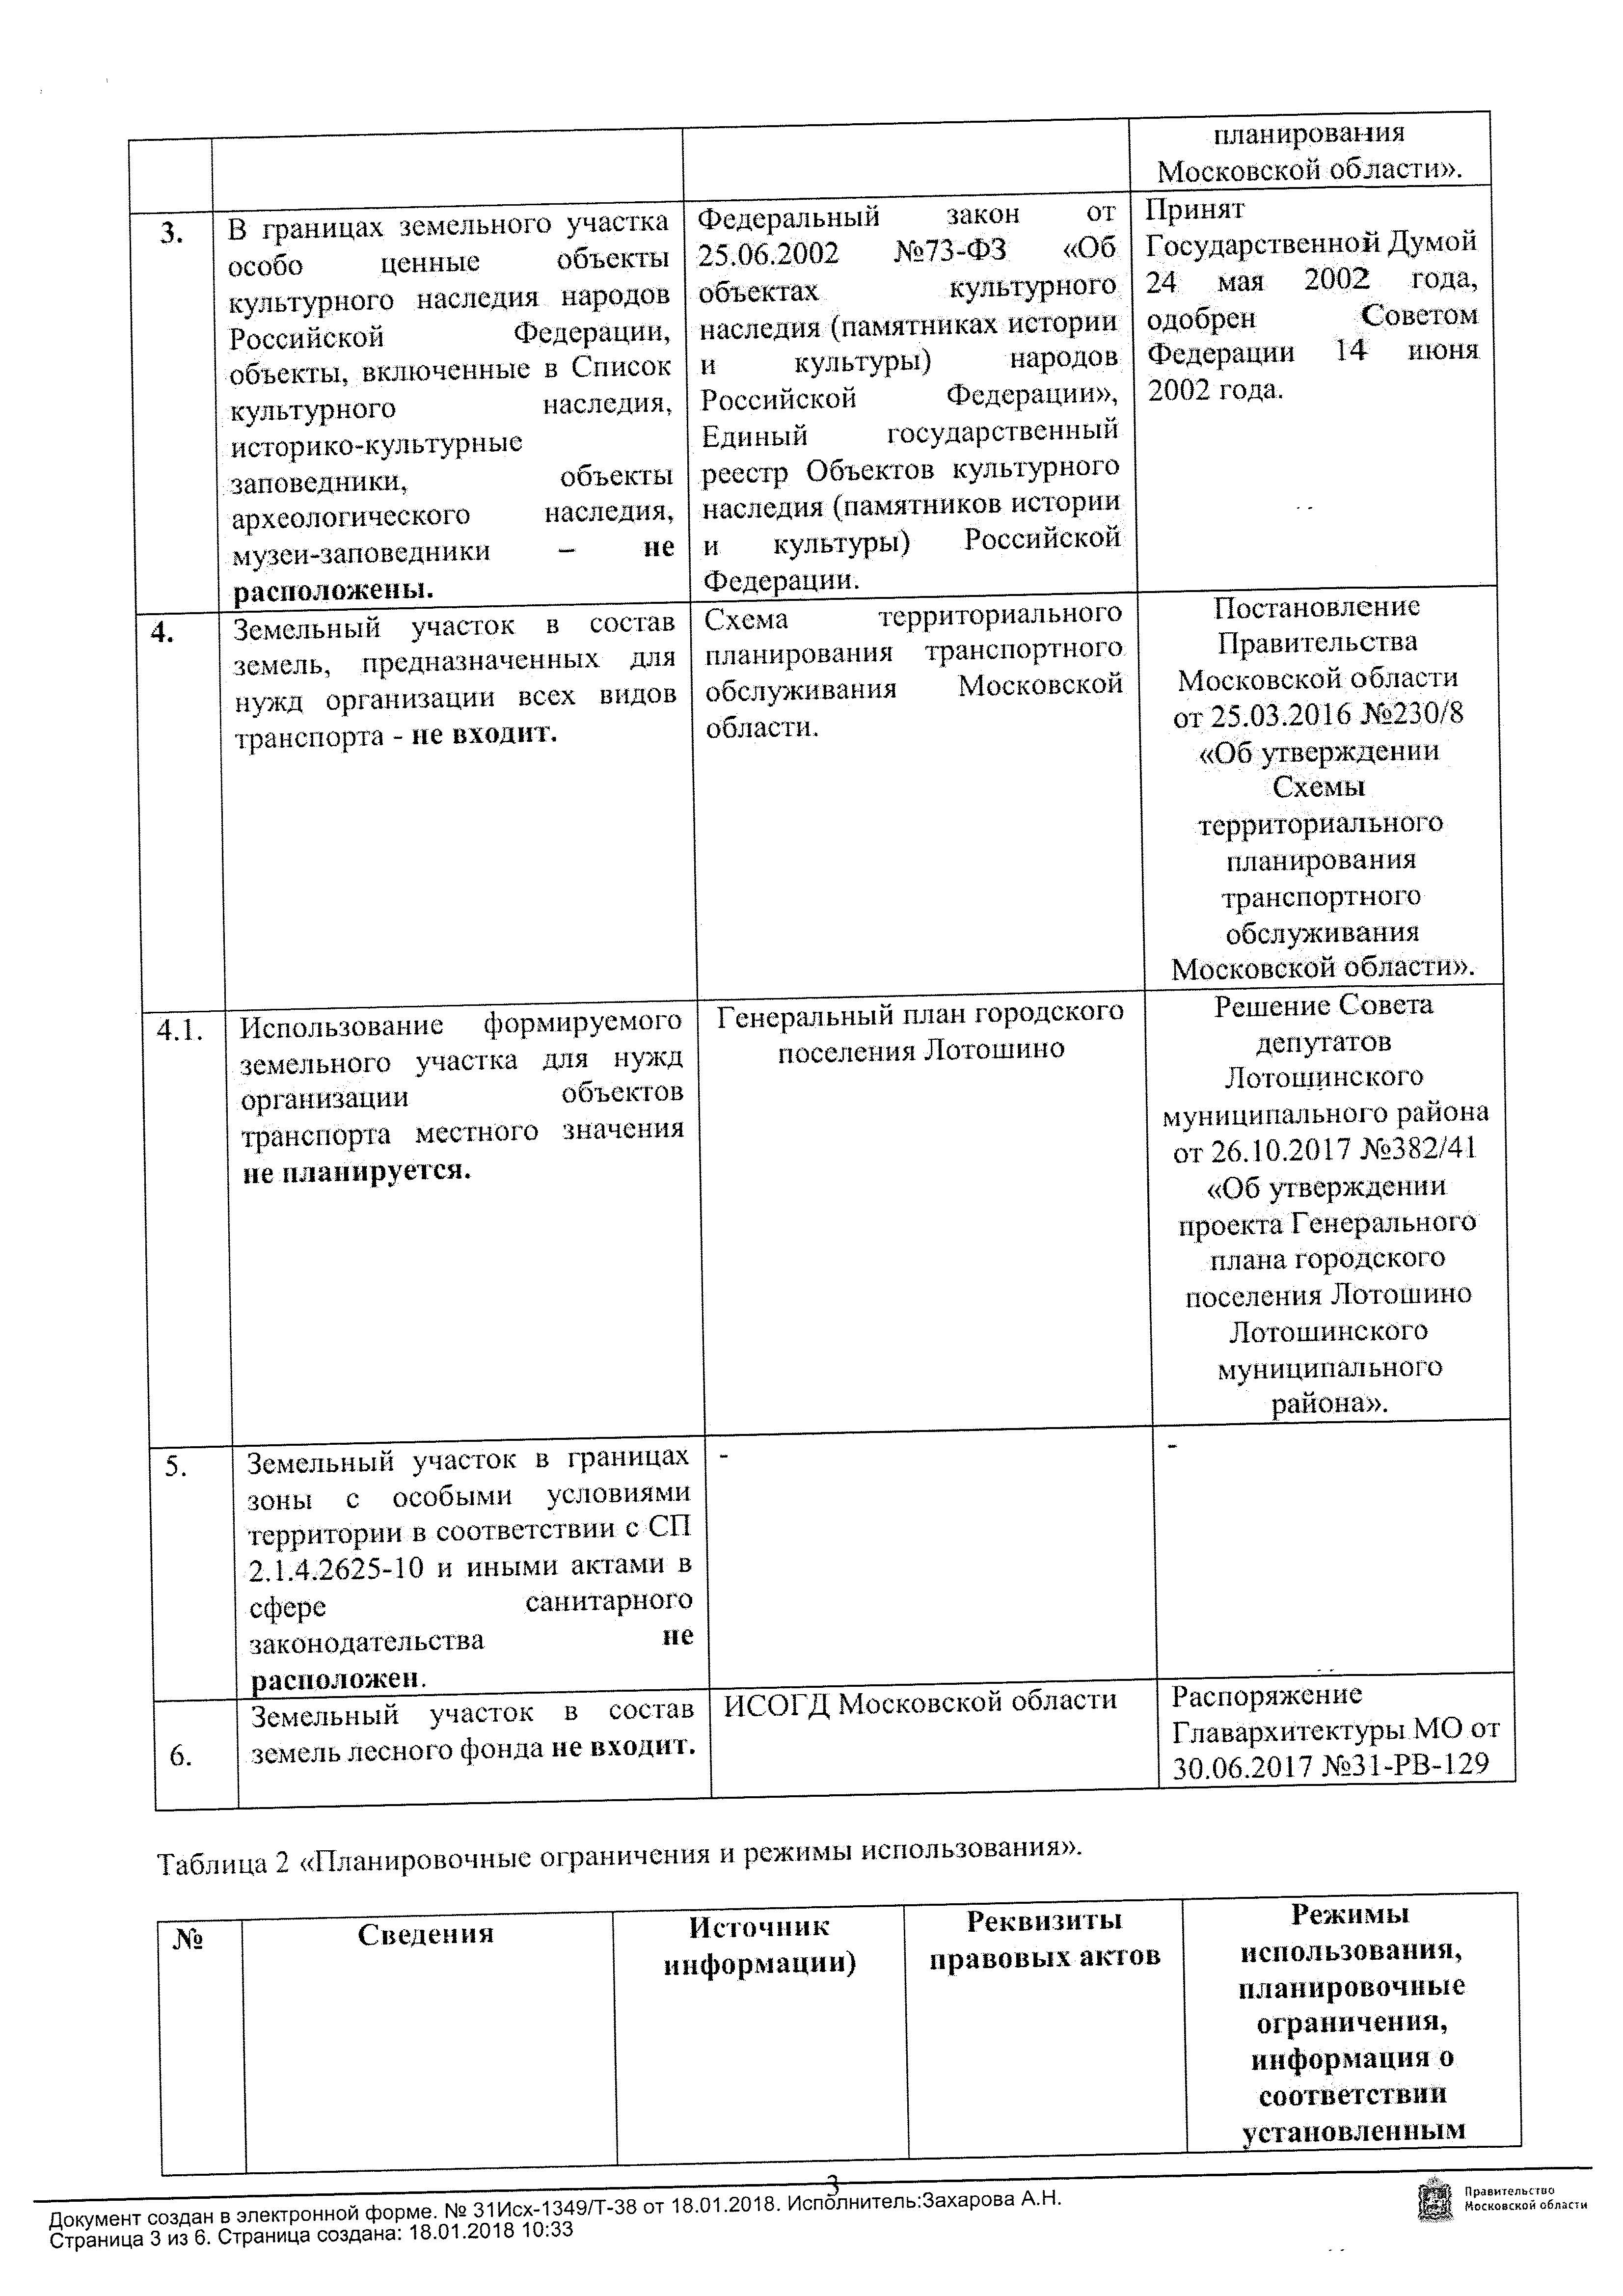 планирования
Московской области».
3.
В границах земельного участка
особо ценные объекты
культурного наследия народов
Российской Федерации,
объекты, включенные в Список
культурного наследия,
историко-культурные
заповедники, объекты
археологического наследия,
музеи-заповедники – не
расположены.
Федеральный закон от
25.06.2002 №73-ФЗ «Об
объектах культурного
наследия (памятниках истории
и культуры) народов
Российской Федерации»,
Единый государственный
реестр Объектов культурного
наследия (памятников истории
и культуры) Российской
Федерации.
Принят
Государственной Думой
24 мая 2002 года,
одобрен Советом
Федерации 14 июня
2002 года.
4.
Земельный участок в состав
земель, предназначенных для
нужд организации всех видов
транспорта - не входит.
Схема территориального
планирования транспортного
обслуживания Московской
области.
Постановление
Правительства
Московской области
от 25.03.2016 №230/8
«Об утверждении
Схемы
территориального
планирования
транспортного
обслуживания
Московской области».
4.1.
Использование формируемого
земельного участка для нужд
организации объектов
транспорта местного значения
не планируется.
Генеральный план городского
поселения Лотошино
Решение Совета
депутатов
Лотошинского
муниципального района
от 26.10.2017 №382/41
«Об утверждении
проекта Генерального
плана городского
поселения Лотошино
Лотошинского
муниципального
района».
5.
Земельный участок в границах
зоны с особыми условиями
территории в соответствии с СП
2.1.4.2625-10 и иными актами в
сфере санитарного
законодательства не
расположен.
-
-
6.
Земельный участок в состав
земель лесного фонда не входит.
ИСОГД Московской области
Распоряжение
Главархитектуры МО от
30.06.2017 №31-РВ-129
Таблица 2 «Планировочные ограничения и режимы использования».
№
Сведения
Источник
информации)
Реквизиты
правовых актов
Режимы
использования,
планировочные
ограничения,
информация о
соответствии
установленным
3
Документ создан в электронной форме. № 31Исх-1349/Т-38 от 18.01.2018. Исполнитель:Захарова А.Н.
Страница 3 из 6. Страница создана: 18.01.2018 10:33
Правительство
Московской области